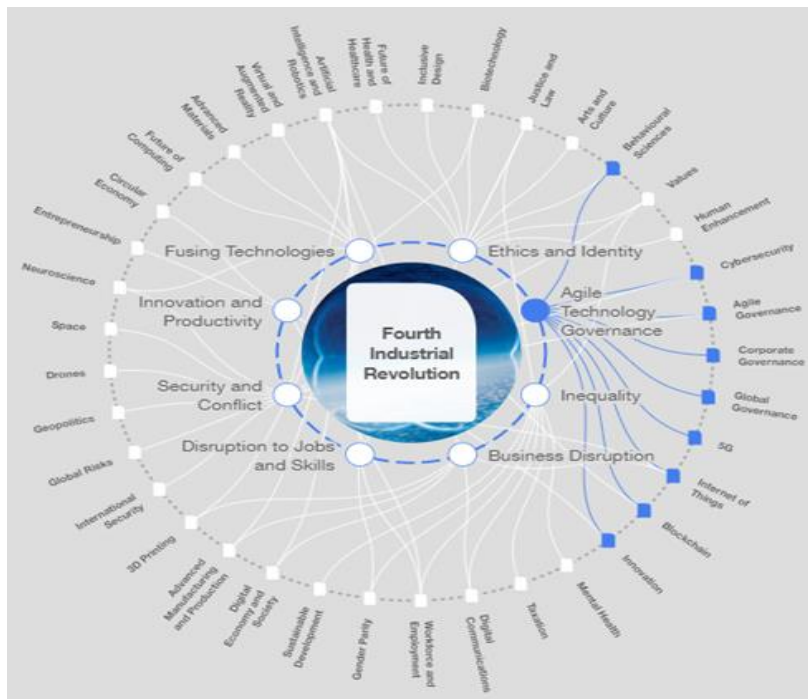 Artificial
Intelligence and
Robotics
Future of
Health and
Healthcare
Inclusive
Design
Biotechnology
Justice and
Law
Arts and
Culture
Behavioural
Sciences
Values
Human
Enhancement
Cybersecurity
Agile
Governance
Corporate
Governance
Global
Governance
5G
Internet of
Things
Blockchain
Innovation
Mental Health
Taxation
Digital
Communications
Workforce and
Employment
Gender Parity
Sustainable
Development
Digital
Economy and
Society
Advanced
Manufacturing
and Production
3D Printing
International
Security
Global Risks
Geopolitics
Drones
Space
Neuroscience
Entrepreneurship
Circular
Economy
Future of
Computing
Advanced
Materials
Virtual and
Augmented
Reality
Fusing Technologies
Ethics and Identity
Innovation and
Productivity
Agile
Technology
Governance
Fourth
Industrial
Revolution
Security and
Conflict
Inequality
Disruption to Jobs
and Skills
Business Disruption